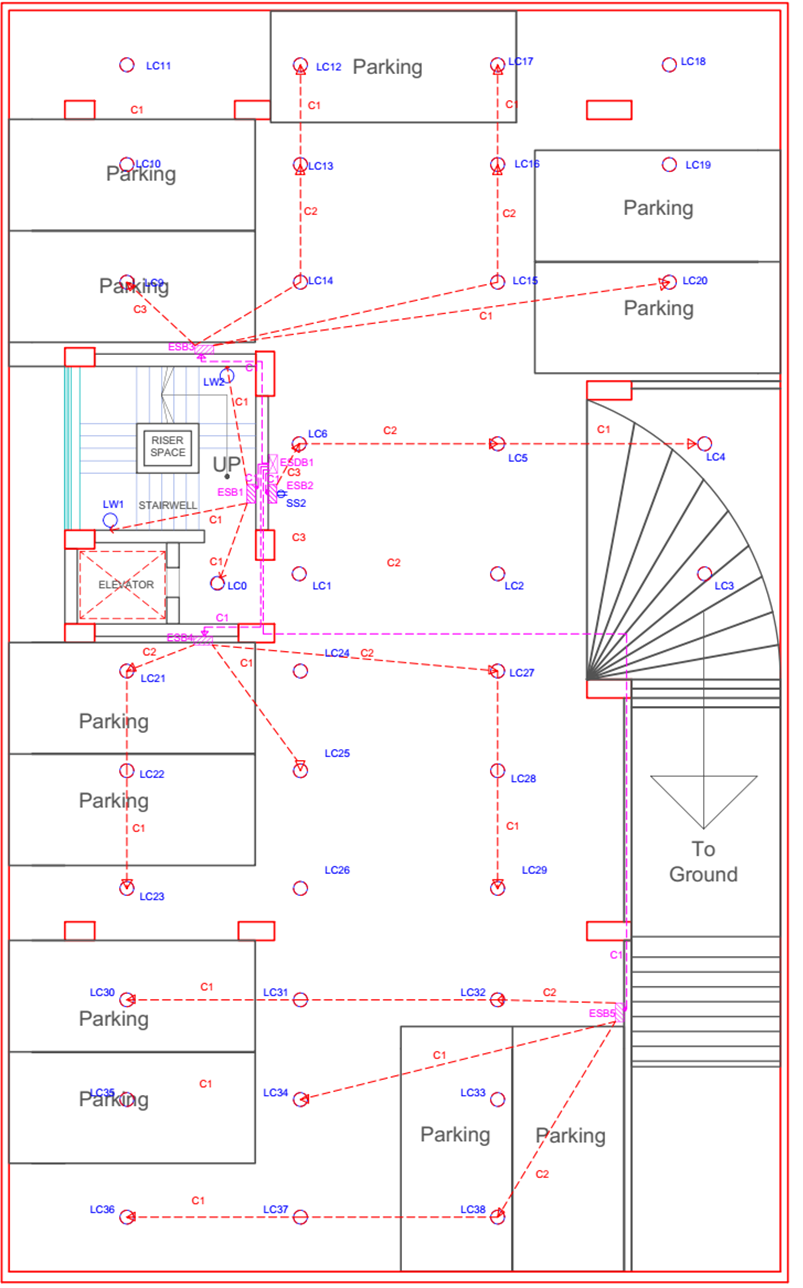 LC11
LC12
Parking
LC17
LC18
C1
C1
C1
LC10
Parking
LC13
LC16
LC19
C2
C2
Parking
LC9
Parking
LC14
LC15
LC20
C3
C1
Parking
ESB3
C
LW2
C1
LC6
C2
C1
RISER
SPACE
UP
LC5
LC4
ESDB1
C3
C
C1
ESB1
ESB2
SS2
STAIRWELL
LW1
C1
C3
C1
C2
ELEVATOR
LC0
LC1
LC2
LC3
C1
ESB4
C2
C1
LC24
C2
LC21
LC27
Parking
LC25
LC22
LC28
Parking
C1
C1
To
Ground
LC26
LC29
LC23
C1
LC30
C1
LC31
LC32
C2
ESB5
Parking
C1
C1
LC35
Parking
LC34
LC33
Parking
Parking
C2
C1
LC36
LC37
LC38